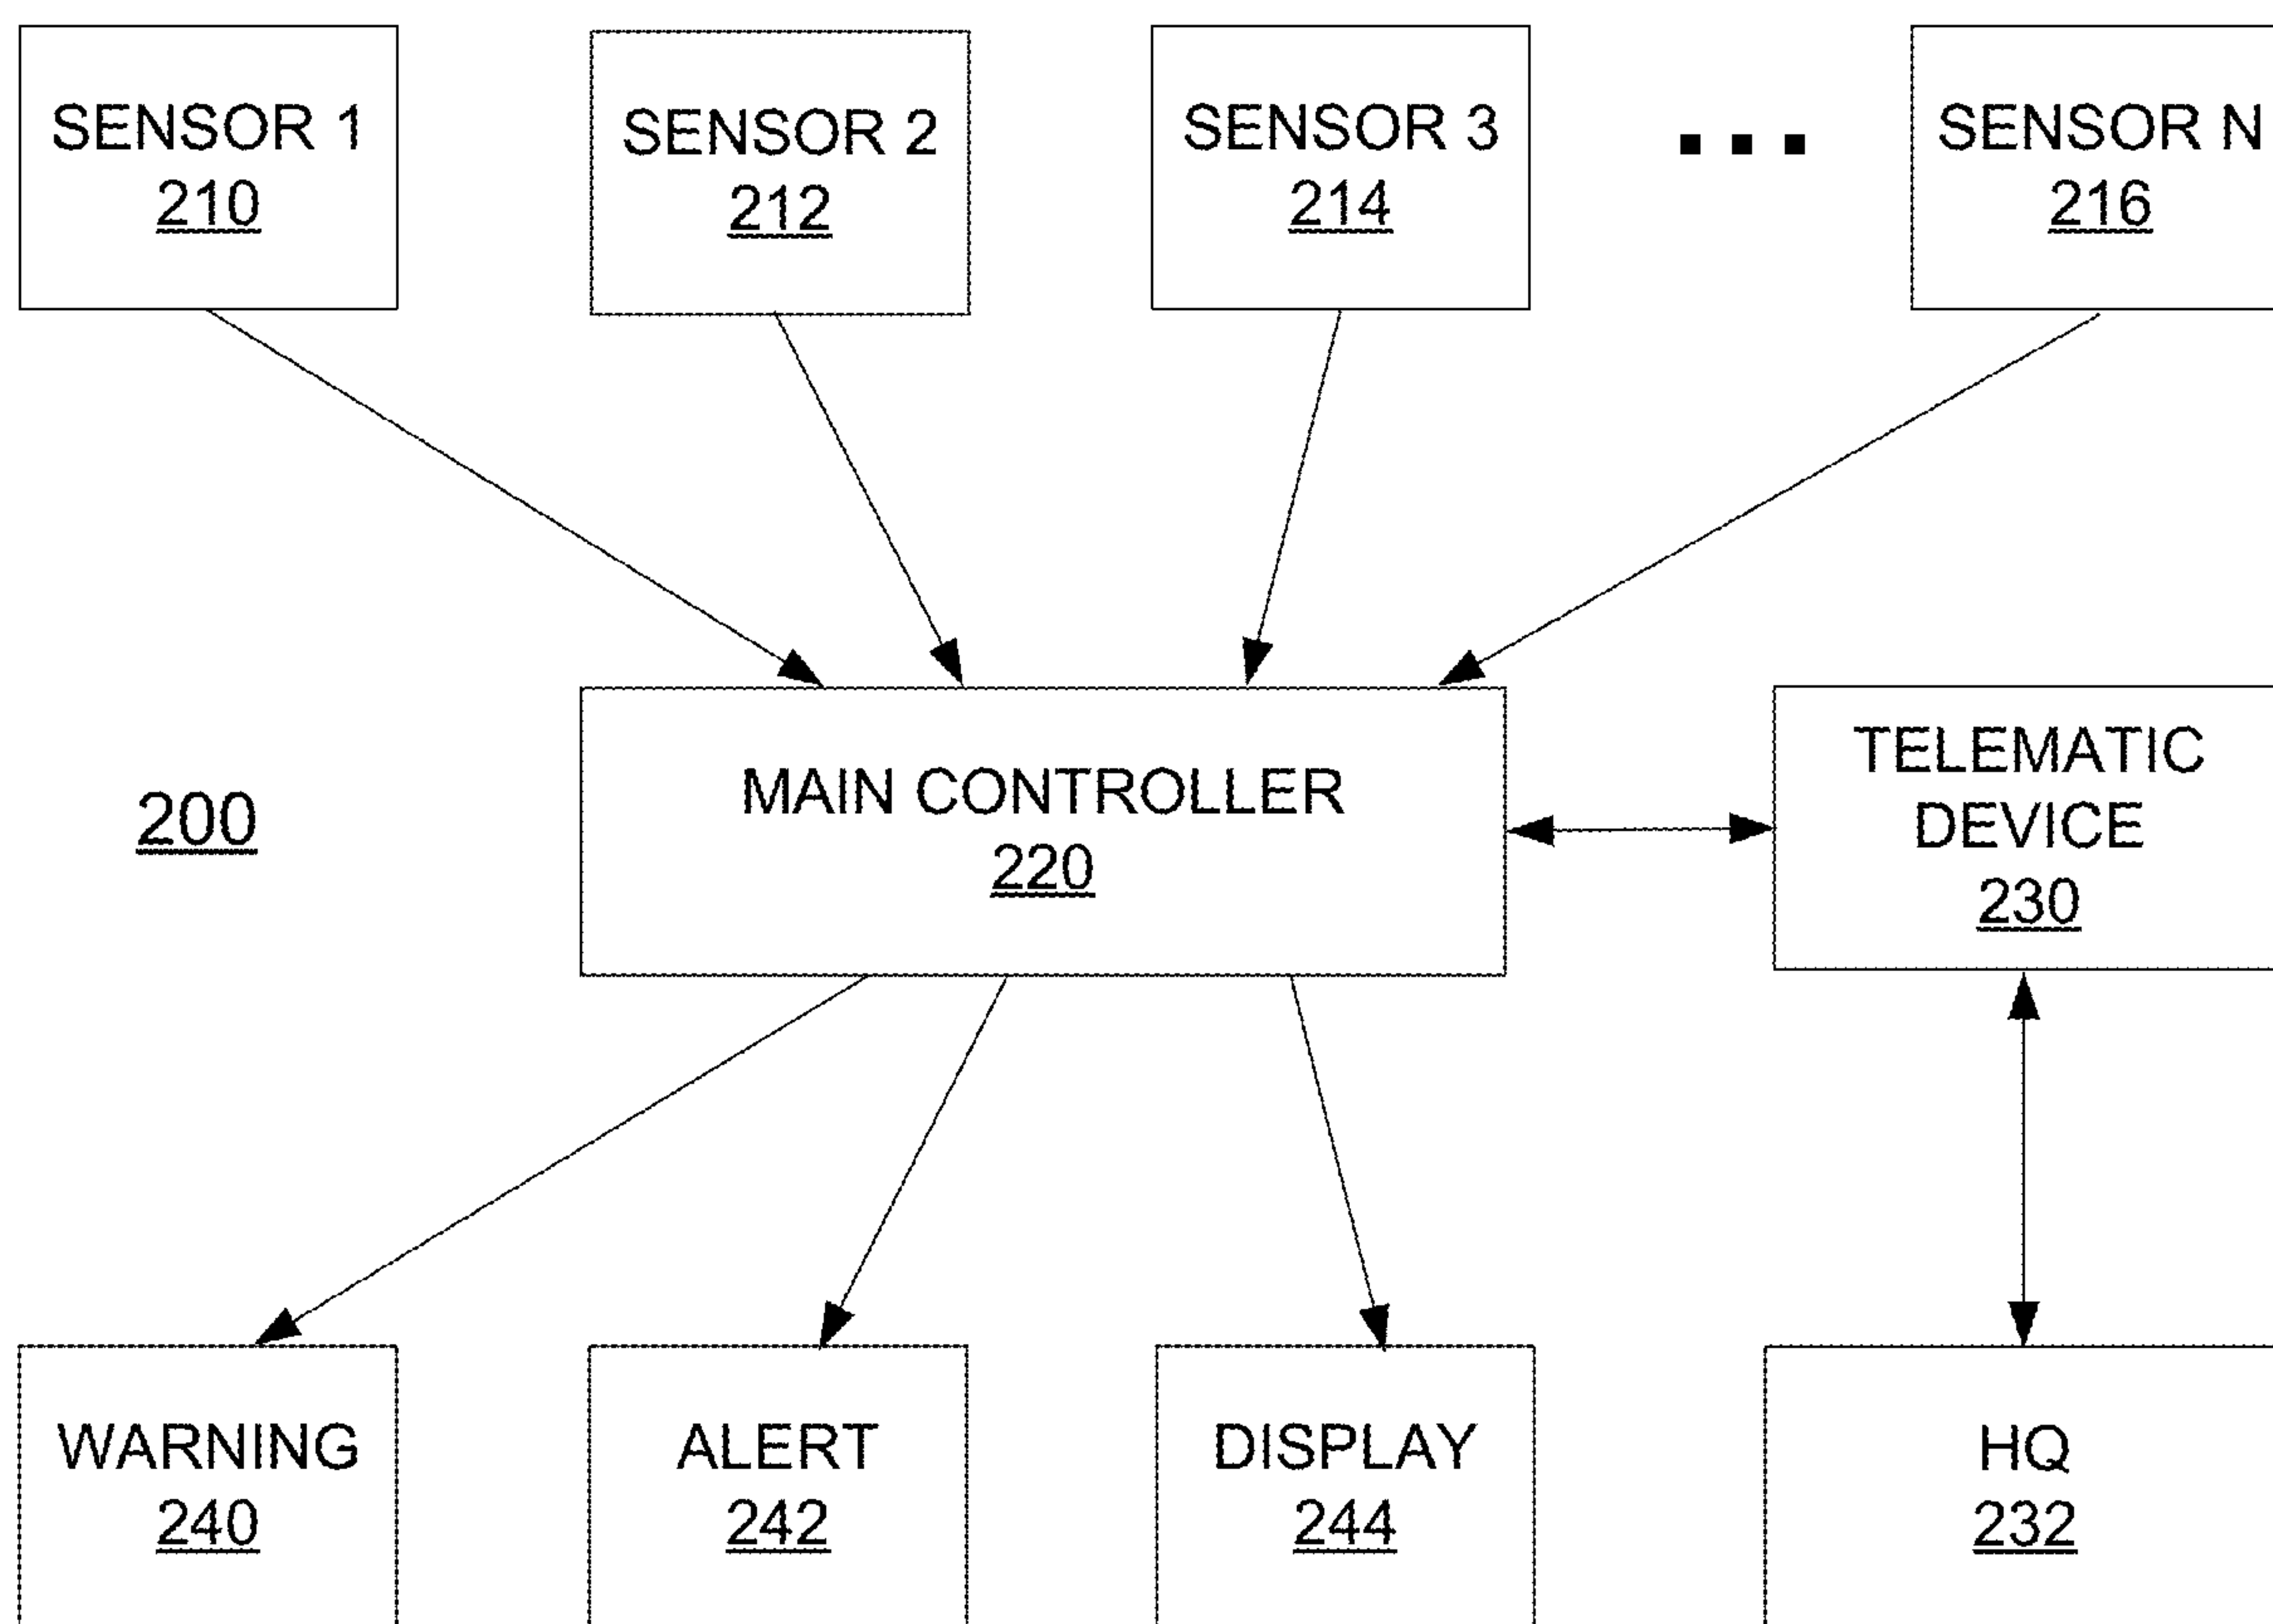 SENSOR 1
210
SENSOR 2
212
SENSOR 3
214
...
SENSOR N
216
200
MAIN CONTROLLER
220
TELEMATIC
DEVICE
230
WARNING
240
ALERT
242
DISPLAY
244
HQ
232